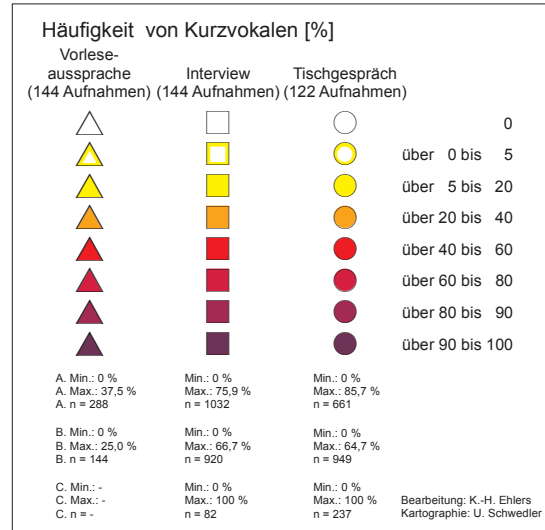 Häufigkeit von Kurzvokalen [%]
Vorlese-
aussprache
(144 Aufnahmen)
Interview
(144 Aufnahmen)
Tischgespräch
(122 Aufnahmen)
0
über 0 bis 5
über 5 bis 20
über 20 bis 40
über 40 bis 60
über 60 bis 80
über 80 bis 90
über 90 bis 100
A. Min.: 0 % Min.: 0 % Min.: 0 %
A. Max.: 37,5 % Max.: 75,9 % Max.: 85,7 %
A. n = 288 n = 1032 n = 661
B. Min.: 0 % Min.: 0 % Min.: 0 %
B. Max.: 25,0 % Max.: 66,7 % Max.: 64,7 %
B. n = 144 n = 920 n = 949
C. Min.: - Min.: 0 % Min.: 0 %
C. Max.: - Max.: 100 % Max.: 100 % Bearbeitung: K.-H. Ehlers
C. n = - n = 82 n = 237 Kartographie: U. Schwedler